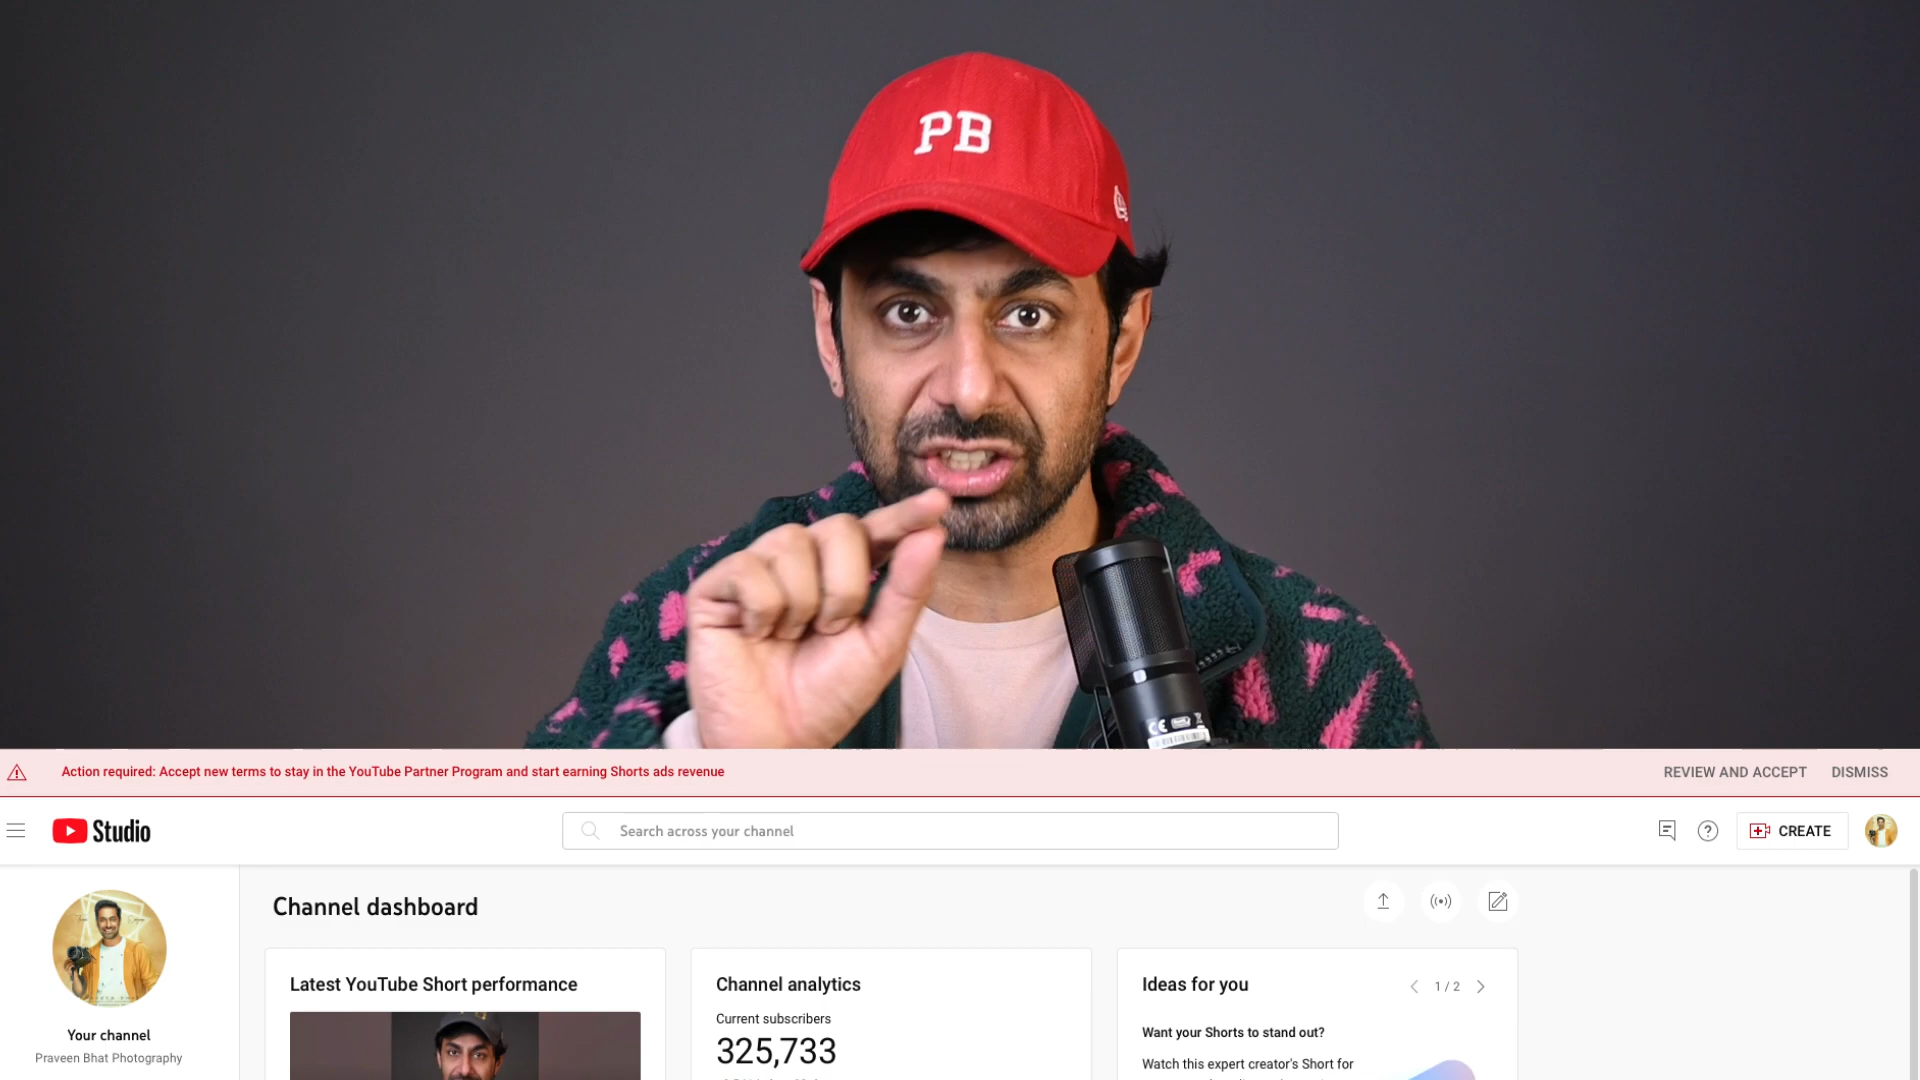 PB
CE
Action required: Accept new terms to stay in the YouTube Partner Program and start earning Shorts ads revenue
REVIEW AND ACCEPT
DISMISS
Studio
Search across your channel
CREATE
Your channel
Praveen Bhat Photography
Channel dashboard
Latest YouTube Short performance
Channel analytics
Current subscribers
325,733
Ideas for you
1 / 2
Want your Shorts to stand out?
Watch this expert creator's Short for